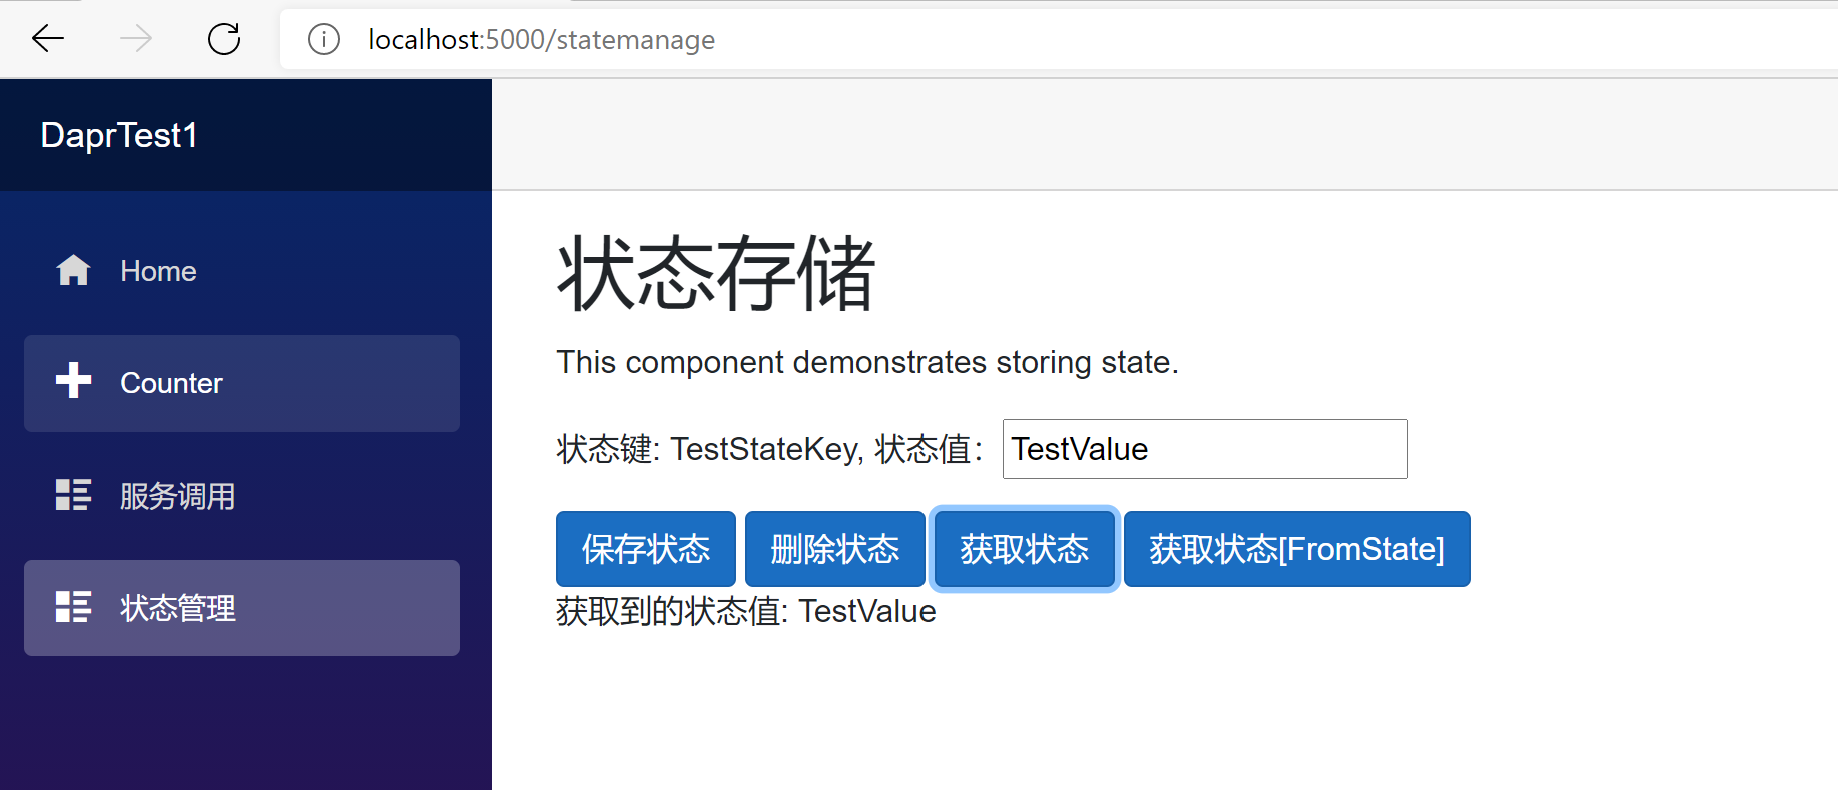 localhost:5000/statemanage
DaprTest1
Home
Counter
服务调用
状态管理
状态存储
This component demonstrates storing state.
状态键: TestStateKey, 状态值： TestValue
保存状态 删除状态 获取状态 获取状态[FromState]
获取到的状态值: TestValue